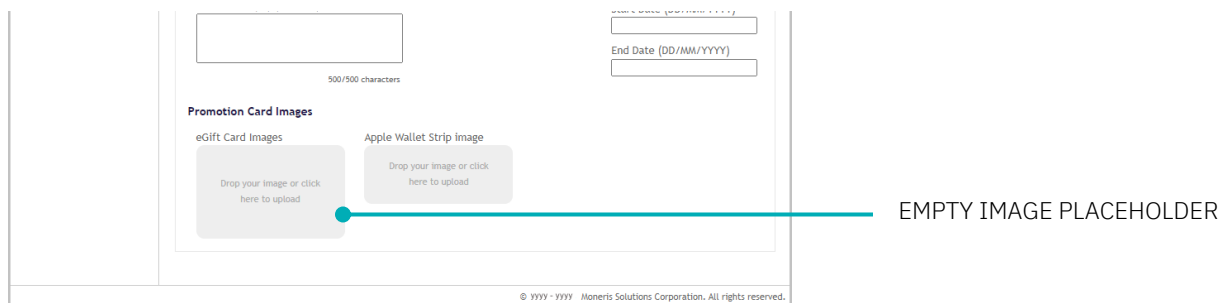 End Date (DD/MM/YYYY)
500/500 characters
Promotion Card Images
eGift Card Images
Apple Wallet Strip image
Drop your image or click
here to upload
Drop your image or click
here to upload
EMPTY IMAGE PLACEHOLDER
© yyyy - yyyy Moneris Solutions Corporation. All rights reserved.